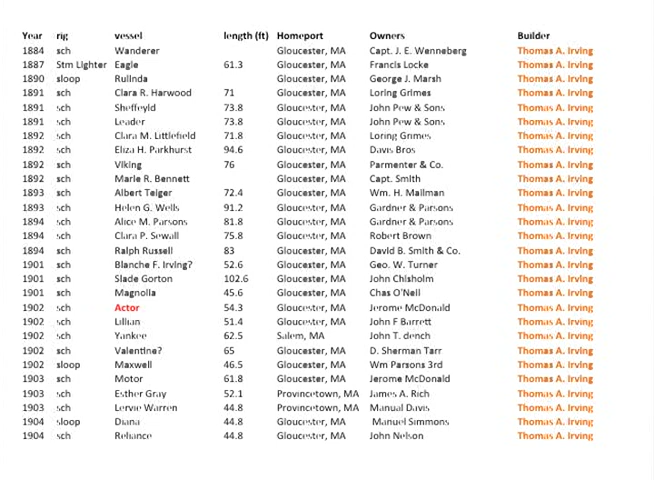 Year rig vessel length (ft) Homeport Owners Builder
1884 sch Wanderer Gloucester, MA Capt. J. E. Wenneberg Thomas A. Irving
1887 Stm Lighter Eagle 61.3 Gloucester, MA Francis Locke Thomas A. Irving
1890 sloop Rulinda Gloucester, MA George J. Marsh Thomas A. Irving
1891 sch Clara R. Harwood 71 Gloucester, MA Loring Grimes Thomas A. Irving
1891 sch Sheffeyld 73.8 Gloucester, MA John Pew & Sons Thomas A. Irving
1891 sch Leader 73.8 Gloucester, MA John Pew & Sons Thomas A. Irving
1892 sch Clara M. Littlefield 71.8 Gloucester, MA Loring Grimes Thomas A. Irving
1892 sch Eliza H. Parkhurst 94.6 Gloucester, MA Davis Bros Thomas A. Irving
1892 sch Viking 76 Gloucester, MA Parmenter & Co. Thomas A. Irving
1892 sch Marie R. Bennett Gloucester, MA Capt. Smith Thomas A. Irving
1893 sch Albert Teiger 72.4 Gloucester, MA Wm. H. Mailman Thomas A. Irving
1893 sch Helen G. Wells 91.2 Gloucester, MA Gardner & Parsons Thomas A. Irving
1894 sch Alice M. Parsons 81.8 Gloucester, MA Gardner & Parsons Thomas A. Irving
1894 sch Clara P. Sewall 75.8 Gloucester, MA Robert Brown Thomas A. Irving
1894 sch Ralph Russell 83 Gloucester, MA David B. Smith & Co. Thomas A. Irving
1901 sch Blanche F. Irving? 52.6 Gloucester, MA Geo. W. Turner Thomas A. Irving
1901 sch Slade Gorton 102.6 Gloucester, MA John Chisholm Thomas A. Irving
1901 sch Magnolia 45.6 Gloucester, MA Chas O'Neil Thomas A. Irving
1902 sch Actor 54.3 Gloucester, MA Jerome McDonald Thomas A. Irving
1902 sch Lillian 51.4 Gloucester, MA John F Barrett Thomas A. Irving
1902 sch Yankee 62.5 Salem, MA John T. dench Thomas A. Irving
1902 sch Valentine? 65 Gloucester, MA D. Sherman Tarr Thomas A. Irving
1902 sloop Maxwell 46.5 Gloucester, MA Wm Parsons 3rd Thomas A. Irving
1903 sch Motor 61.8 Gloucester, MA Jerome McDonald Thomas A. Irving
1903 sch Esther Gray 52.1 Provincetown, MA James A. Rich Thomas A. Irving
1903 sch Lervie Warren 44.8 Provincetown, MA Manual Davis Thomas A. Irving
1904 sloop Diana 44.8 Gloucester, MA Manuel Simmons Thomas A. Irving
1904 sch Reliance 44.8 Gloucester, MA John Nelson Thomas A. Irving